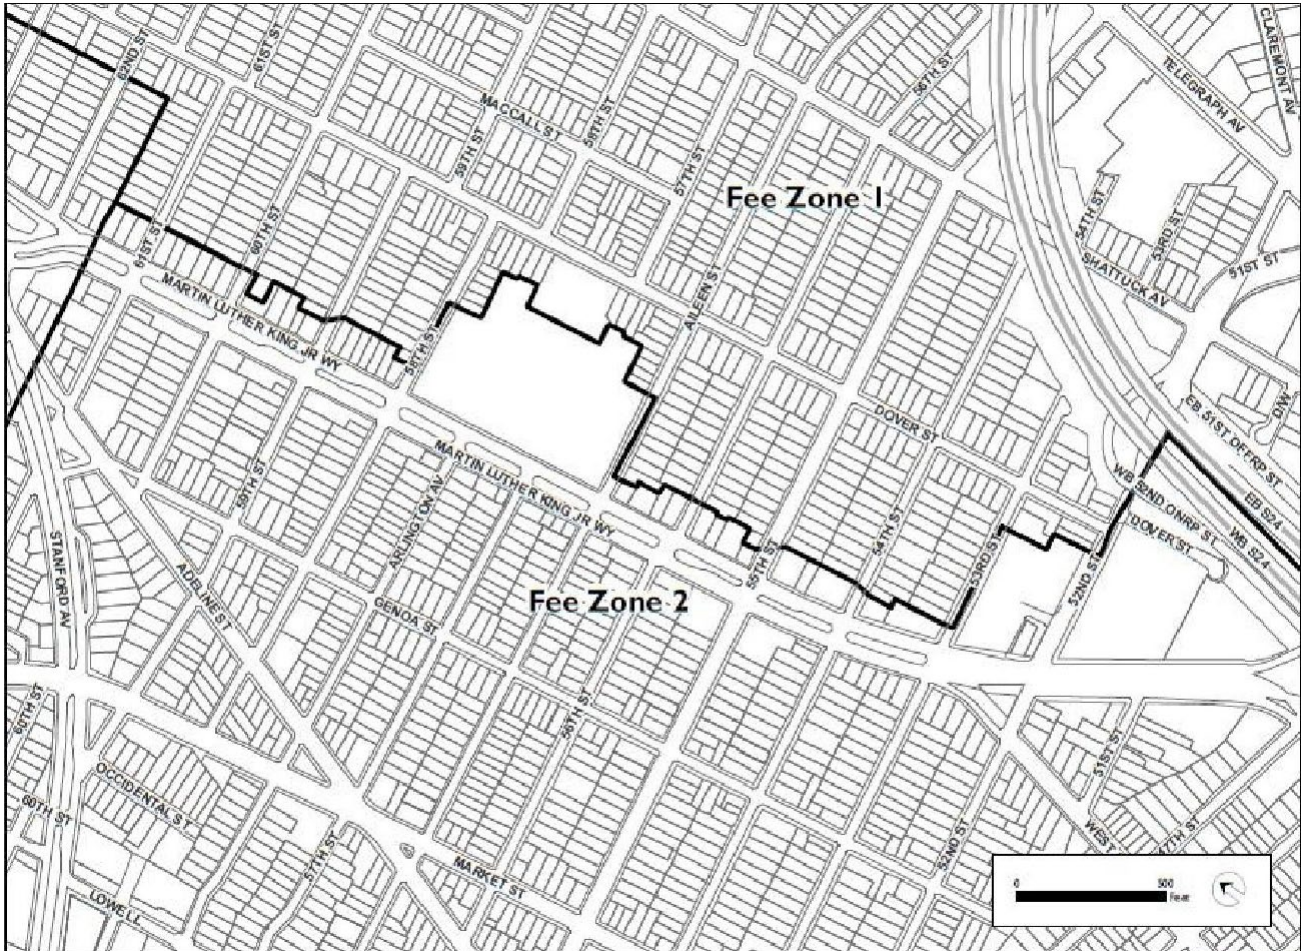 62ND ST
61ST ST
CLAREMONT AV
TELEGRAPH AV
56TH ST
MACCALL ST
58TH ST
59TH ST
57TH ST
Fee Zone 1
54TH ST
53RD ST
60TH ST
61ST ST
SHATTUCK AV
51ST ST
AILEEN ST
MARTIN LUTHER KING JR WY
58TH ST
DOVER ST
EB 51ST OFFRP ST
D/W
WB 52ND ONRP ST
EB S24
WB S24
DOVER ST
MARTIN LUTHER KING JR WY
59TH ST
ARLINGTON AV
54TH ST
53RD ST
55TH ST
52ND ST
STANFORD AV
ADELINE ST
GENOA ST
Fee Zone 2
60TH ST
56TH ST
51ST ST
OCCIDENTAL ST
60TH ST
57TH ST
52ND ST
WEST
47TH ST
MARKET ST
LOWELL
0
500
Feet